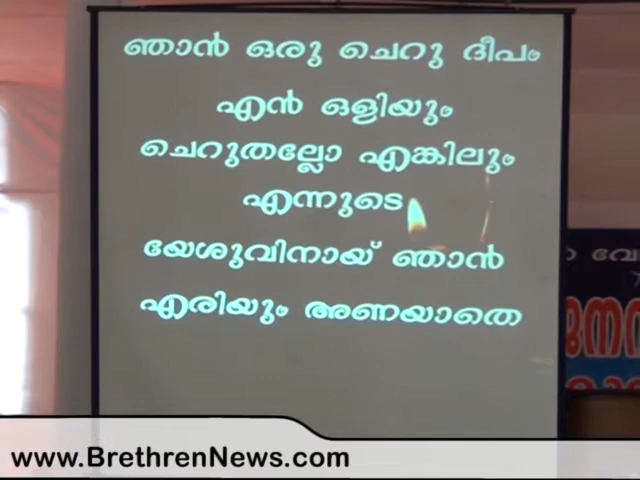 ഞാൻ ഒരു ചെറു ദീപം
എൻ ഒളിയും
ചെറുതല്ലോ എങ്കിലും
എന്നുടെ
യേശുവിനായ് ഞാൻ
എരിയും അണയാതെ
www.BrethrenNews.com